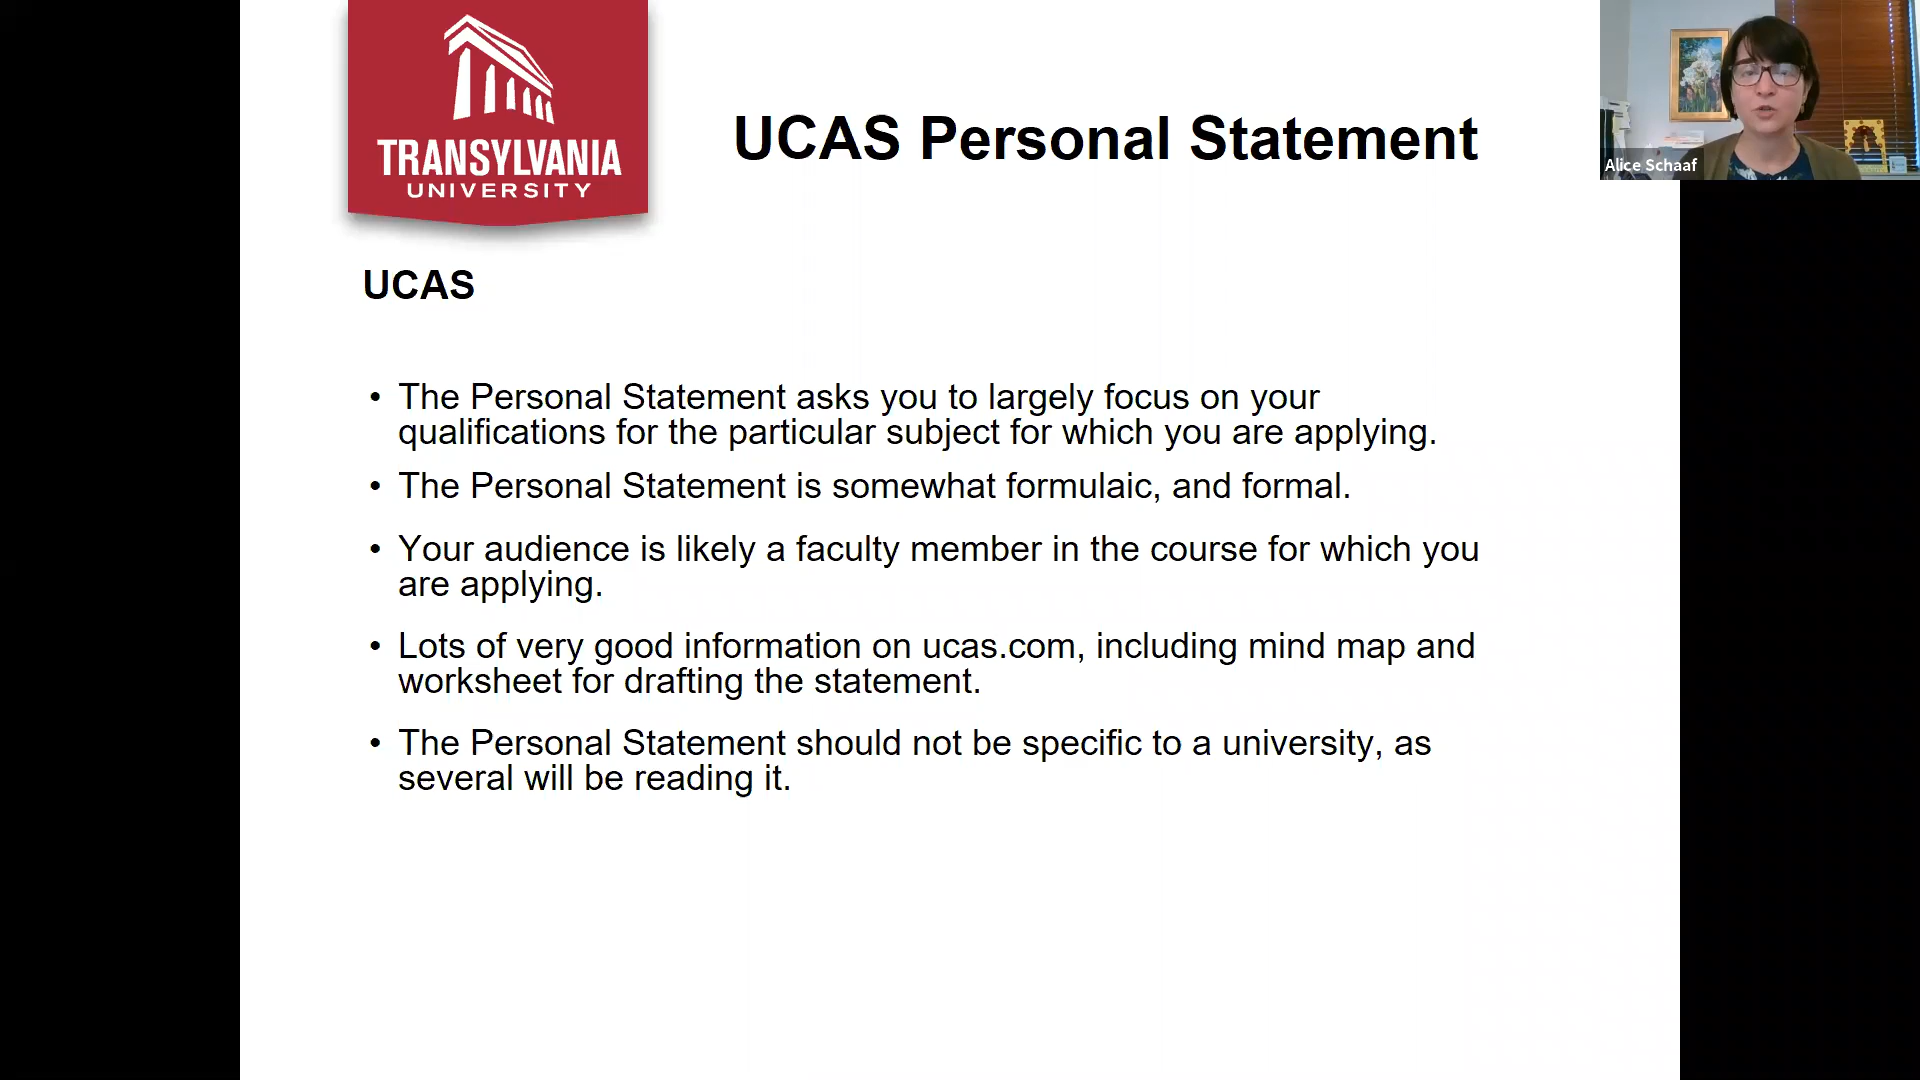 TRANSYLVANIA
UNIVERSITY
UCAS Personal Statement
Alice Schaaf
UCAS
• The Personal Statement asks you to largely focus on your
qualifications for the particular subject for which you are applying.
• The Personal Statement is somewhat formulaic, and formal.
• Your audience is likely a faculty member in the course for which you
are applying.
• Lots of very good information on ucas.com, including mind map and
worksheet for drafting the statement.
• The Personal Statement should not be specific to a university, as
several will be reading it.